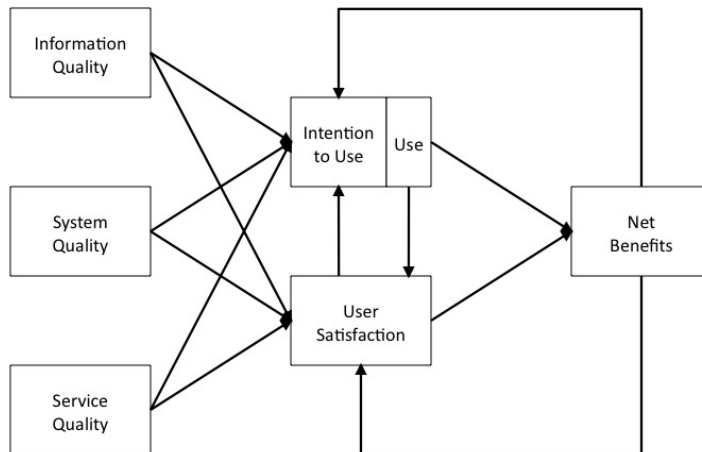 Information
Quality
System
Quality
Service
Quality
Intention
to Use
Use
User
Satisfaction
Net
Benefits